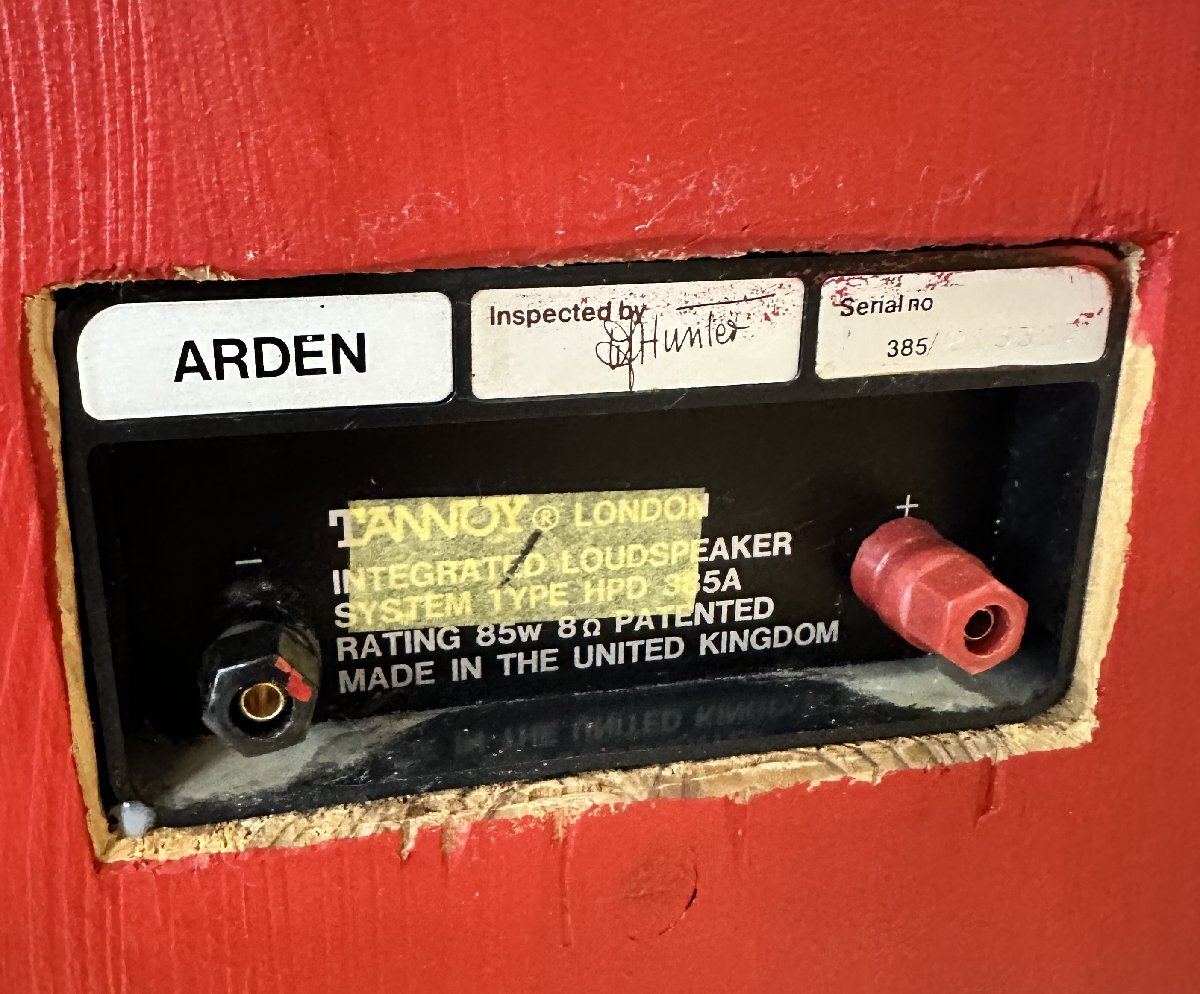 ARDEN
Inspected by
Hunter
Serial no
385/
− +
TANNOY® LONDON
INTEGRATED LOUDSPEAKER
SYSTEM TYPE HPD 385A
RATING 85w 8Ω PATENTED
MADE IN THE UNITED KINGDOM